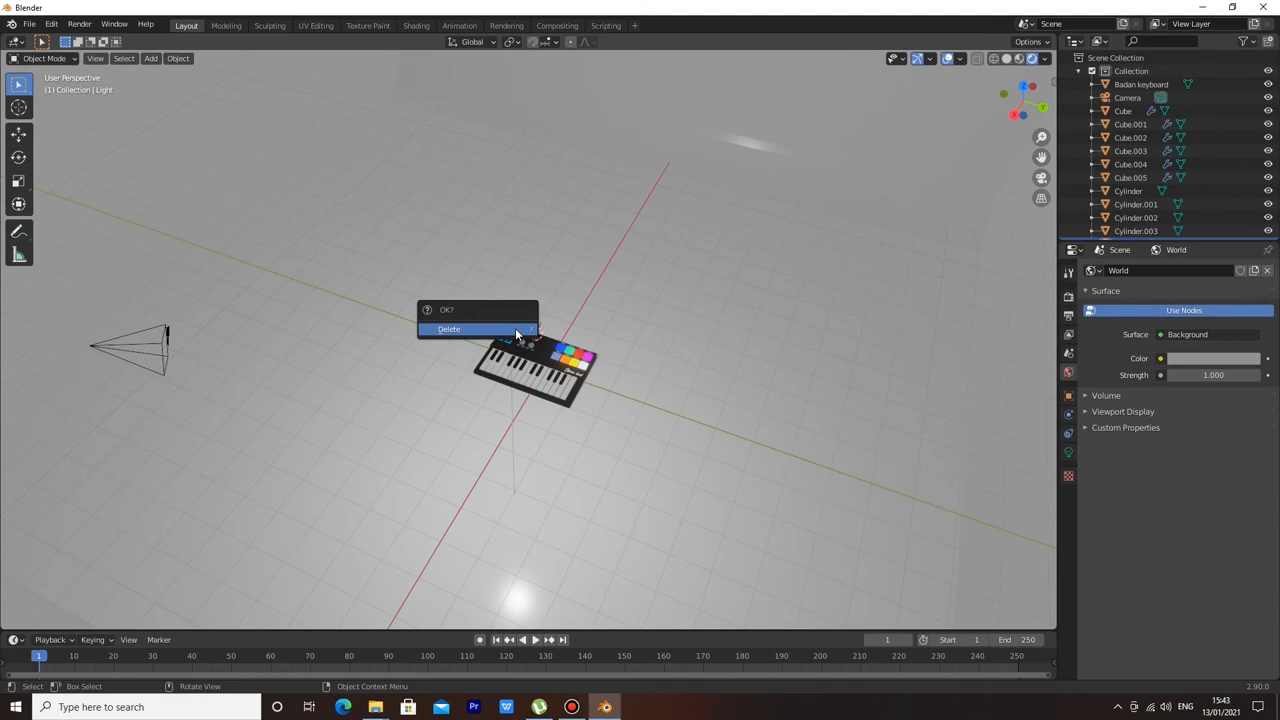 Blender
File Edit Render Window Help Layout Modeling Sculpting UV Editing Texture Paint Shading Animation Rendering Compositing Scripting + Scene View Layer
Global Options
Object Mode View Select Add Object
User Perspective
(1) Collection | Light
Scene Collection
Collection
Badan keyboard
Camera
Cube
Cube.001
Cube.002
Cube.003
Cube.004
Cube.005
Cylinder
Cylinder.001
Cylinder.002
Cylinder.003
Scene World
World
Surface
Use Nodes
Surface Background
Color
Strength 1.000
Volume
Viewport Display
Custom Properties
X
Y
Z
OK?
Delete X
Playback Keying View Marker 1 Start 1 End 250
1 10 20 30 40 50 60 70 80 90 100 110 120 130 140 150 160 170 180 190 200 210 220 230 240 250
Select Box Select Rotate View Object Context Menu 2.90.0
Type here to search
Pr
W
15:43
13/01/2021